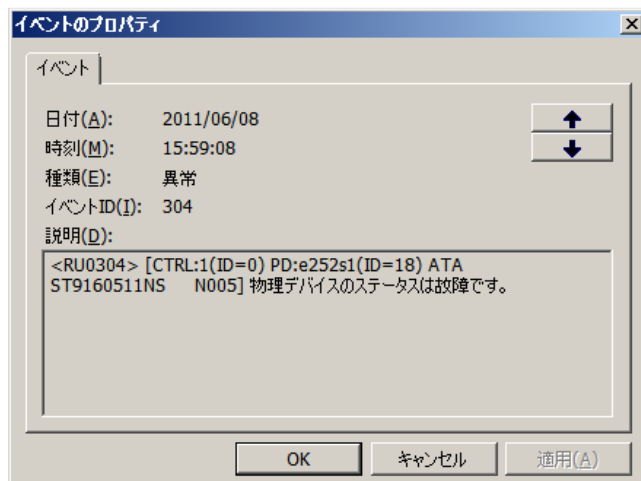 イベントのプロパティ
イベント
日付(A): 2011/06/08
時刻(M): 15:59:08
種類(E): 異常
イベントID(I): 304
説明(D):
<RU0304> [CTRL:1(ID=0) PD:e252s1(ID=18) ATA
ST9160511NS     N005] 物理デバイスのステータスは故障です。
OK キャンセル 適用(A)